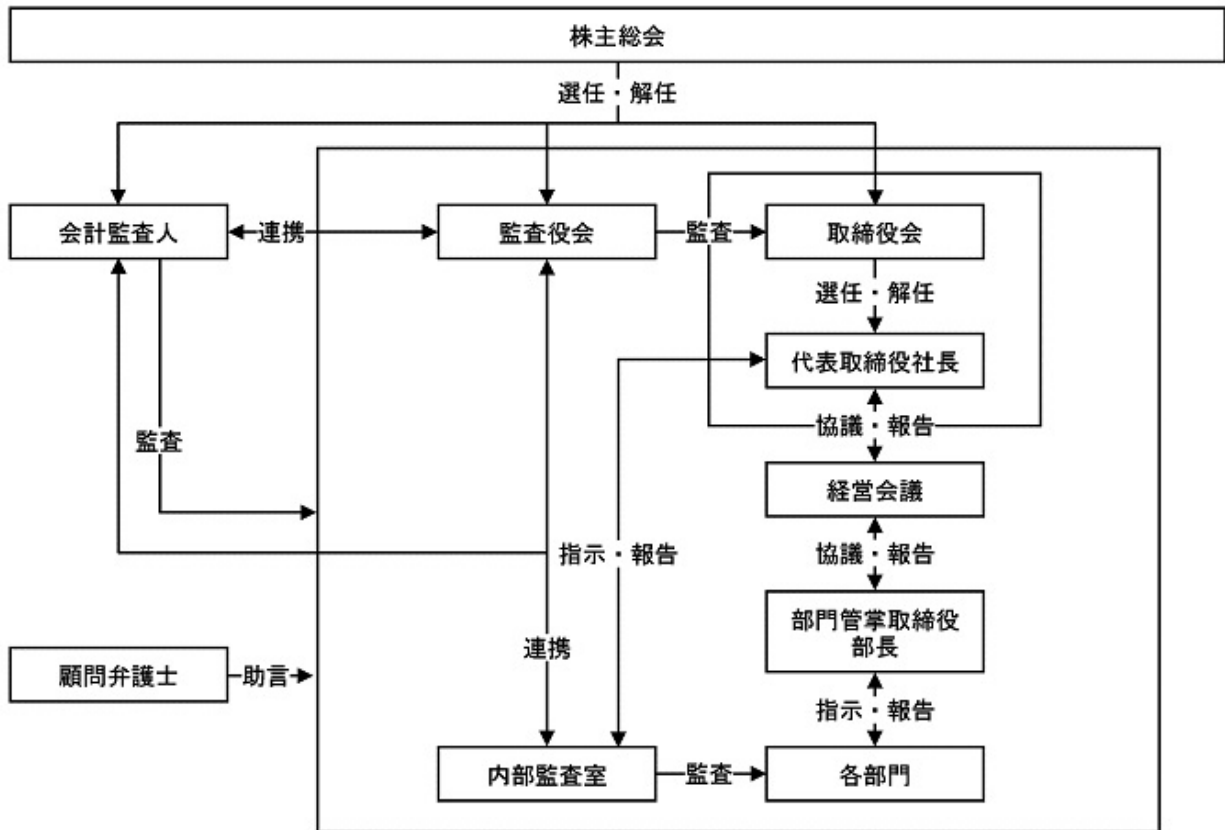 株主総会
選任・解任
会計監査人
連携
監査役会
監査
取締役会
選任・解任
代表取締役社長
協議・報告
監査
経営会議
指示・報告
協議・報告
部門管掌取締役
部長
連携
顧問弁護士
助言
指示・報告
内部監査室
監査
各部門